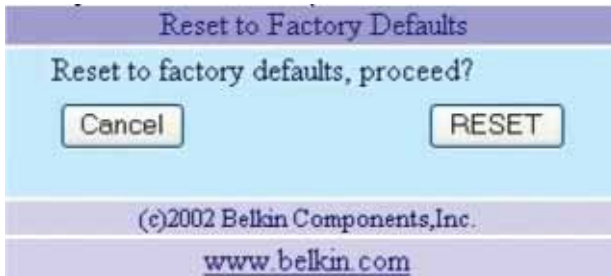 Reset to Factory Defaults
Reset to factory defaults, proceed?
Cancel RESET
(c)2002 Belkin Components,Inc.
www.belkin.com